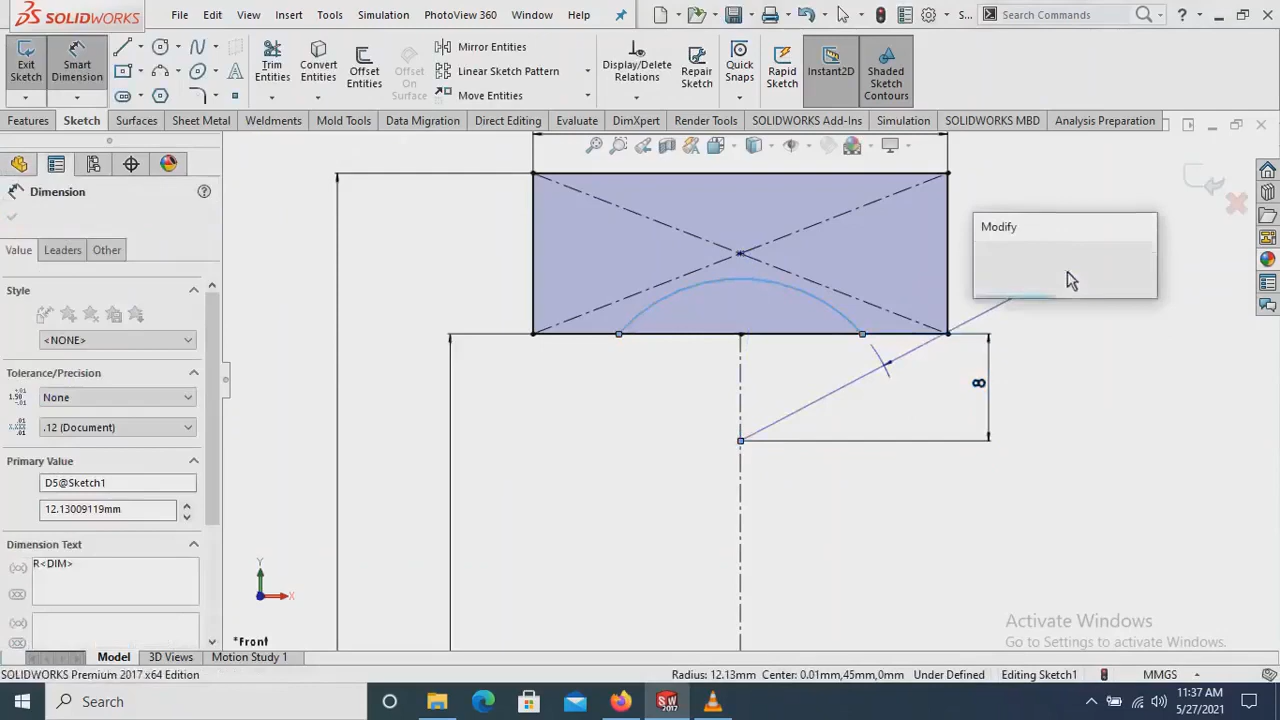 SOLIDWORKS
File
Edit
View
Insert
Tools
Simulation
PhotoView 360
Window
Help
S...
Search Commands
Exit
Sketch
Smart
Dimension
Trim
Entities
Convert
Entities
Offset
Entities
Offset
On
Surface
Mirror Entities
Linear Sketch Pattern
Move Entities
Display/Delete
Relations
Repair
Sketch
Quick
Snaps
Rapid
Sketch
Instant2D
Shaded
Sketch
Contours
Features
Sketch
Surfaces
Sheet Metal
Weldments
Mold Tools
Data Migration
Direct Editing
Evaluate
DimXpert
Render Tools
SOLIDWORKS Add-Ins
Simulation
SOLIDWORKS MBD
Analysis Preparation
Dimension
Value
Leaders
Other
Style
<NONE>
Tolerance/Precision
None
.12 (Document)
Primary Value
D5@Sketch1
12.13009119mm
Dimension Text
R<DIM>
Modify
8
Y
X
*Front
Activate Windows
Go to Settings to activate Windows.
Model
3D Views
Motion Study 1
SOLIDWORKS Premium 2017 x64 Edition
Radius: 12.13mm
Center: 0.01mm,45mm,0mm
Under Defined
Editing Sketch1
MMGS
Search
11:37 AM
5/27/2021